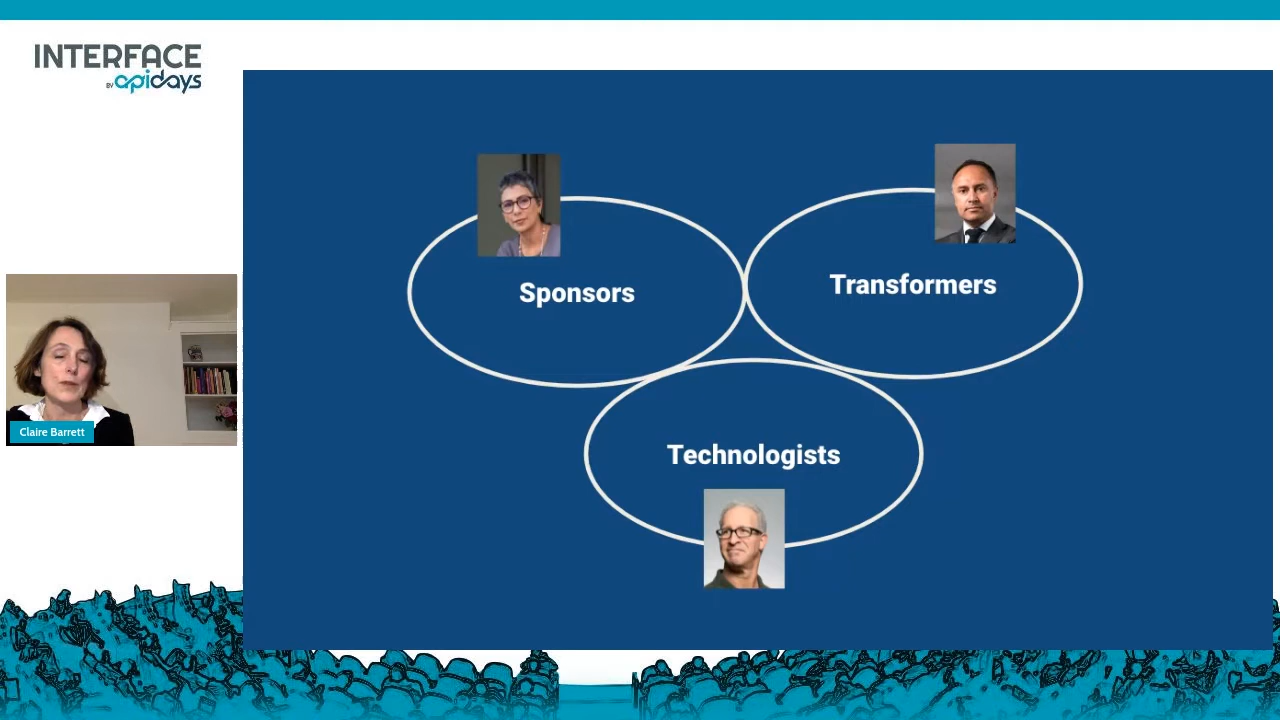 INTERFACE
BY apidays
Sponsors
Transformers
Technologists
Claire Barrett